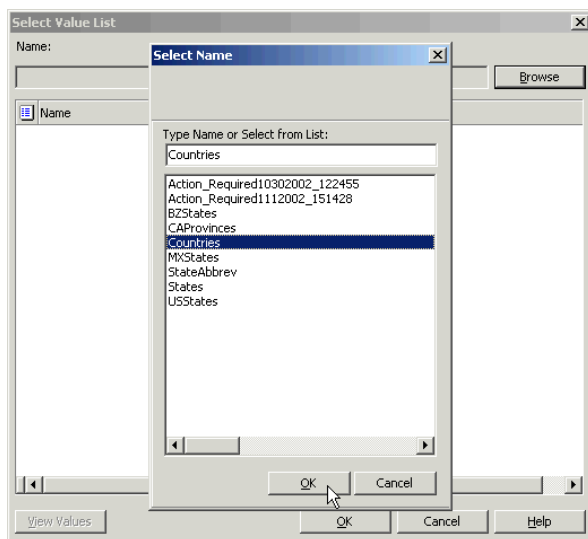 Select Value List
Name:
Browse
Name
Select Name
Type Name or Select from List:
Countries
Action_Required10302002_122455
Action_Required1112002_151428
BZStates
CAProvinces
Countries
MXStates
StateAbbrev
States
USStates
OK
Cancel
View Values
OK
Cancel
Help